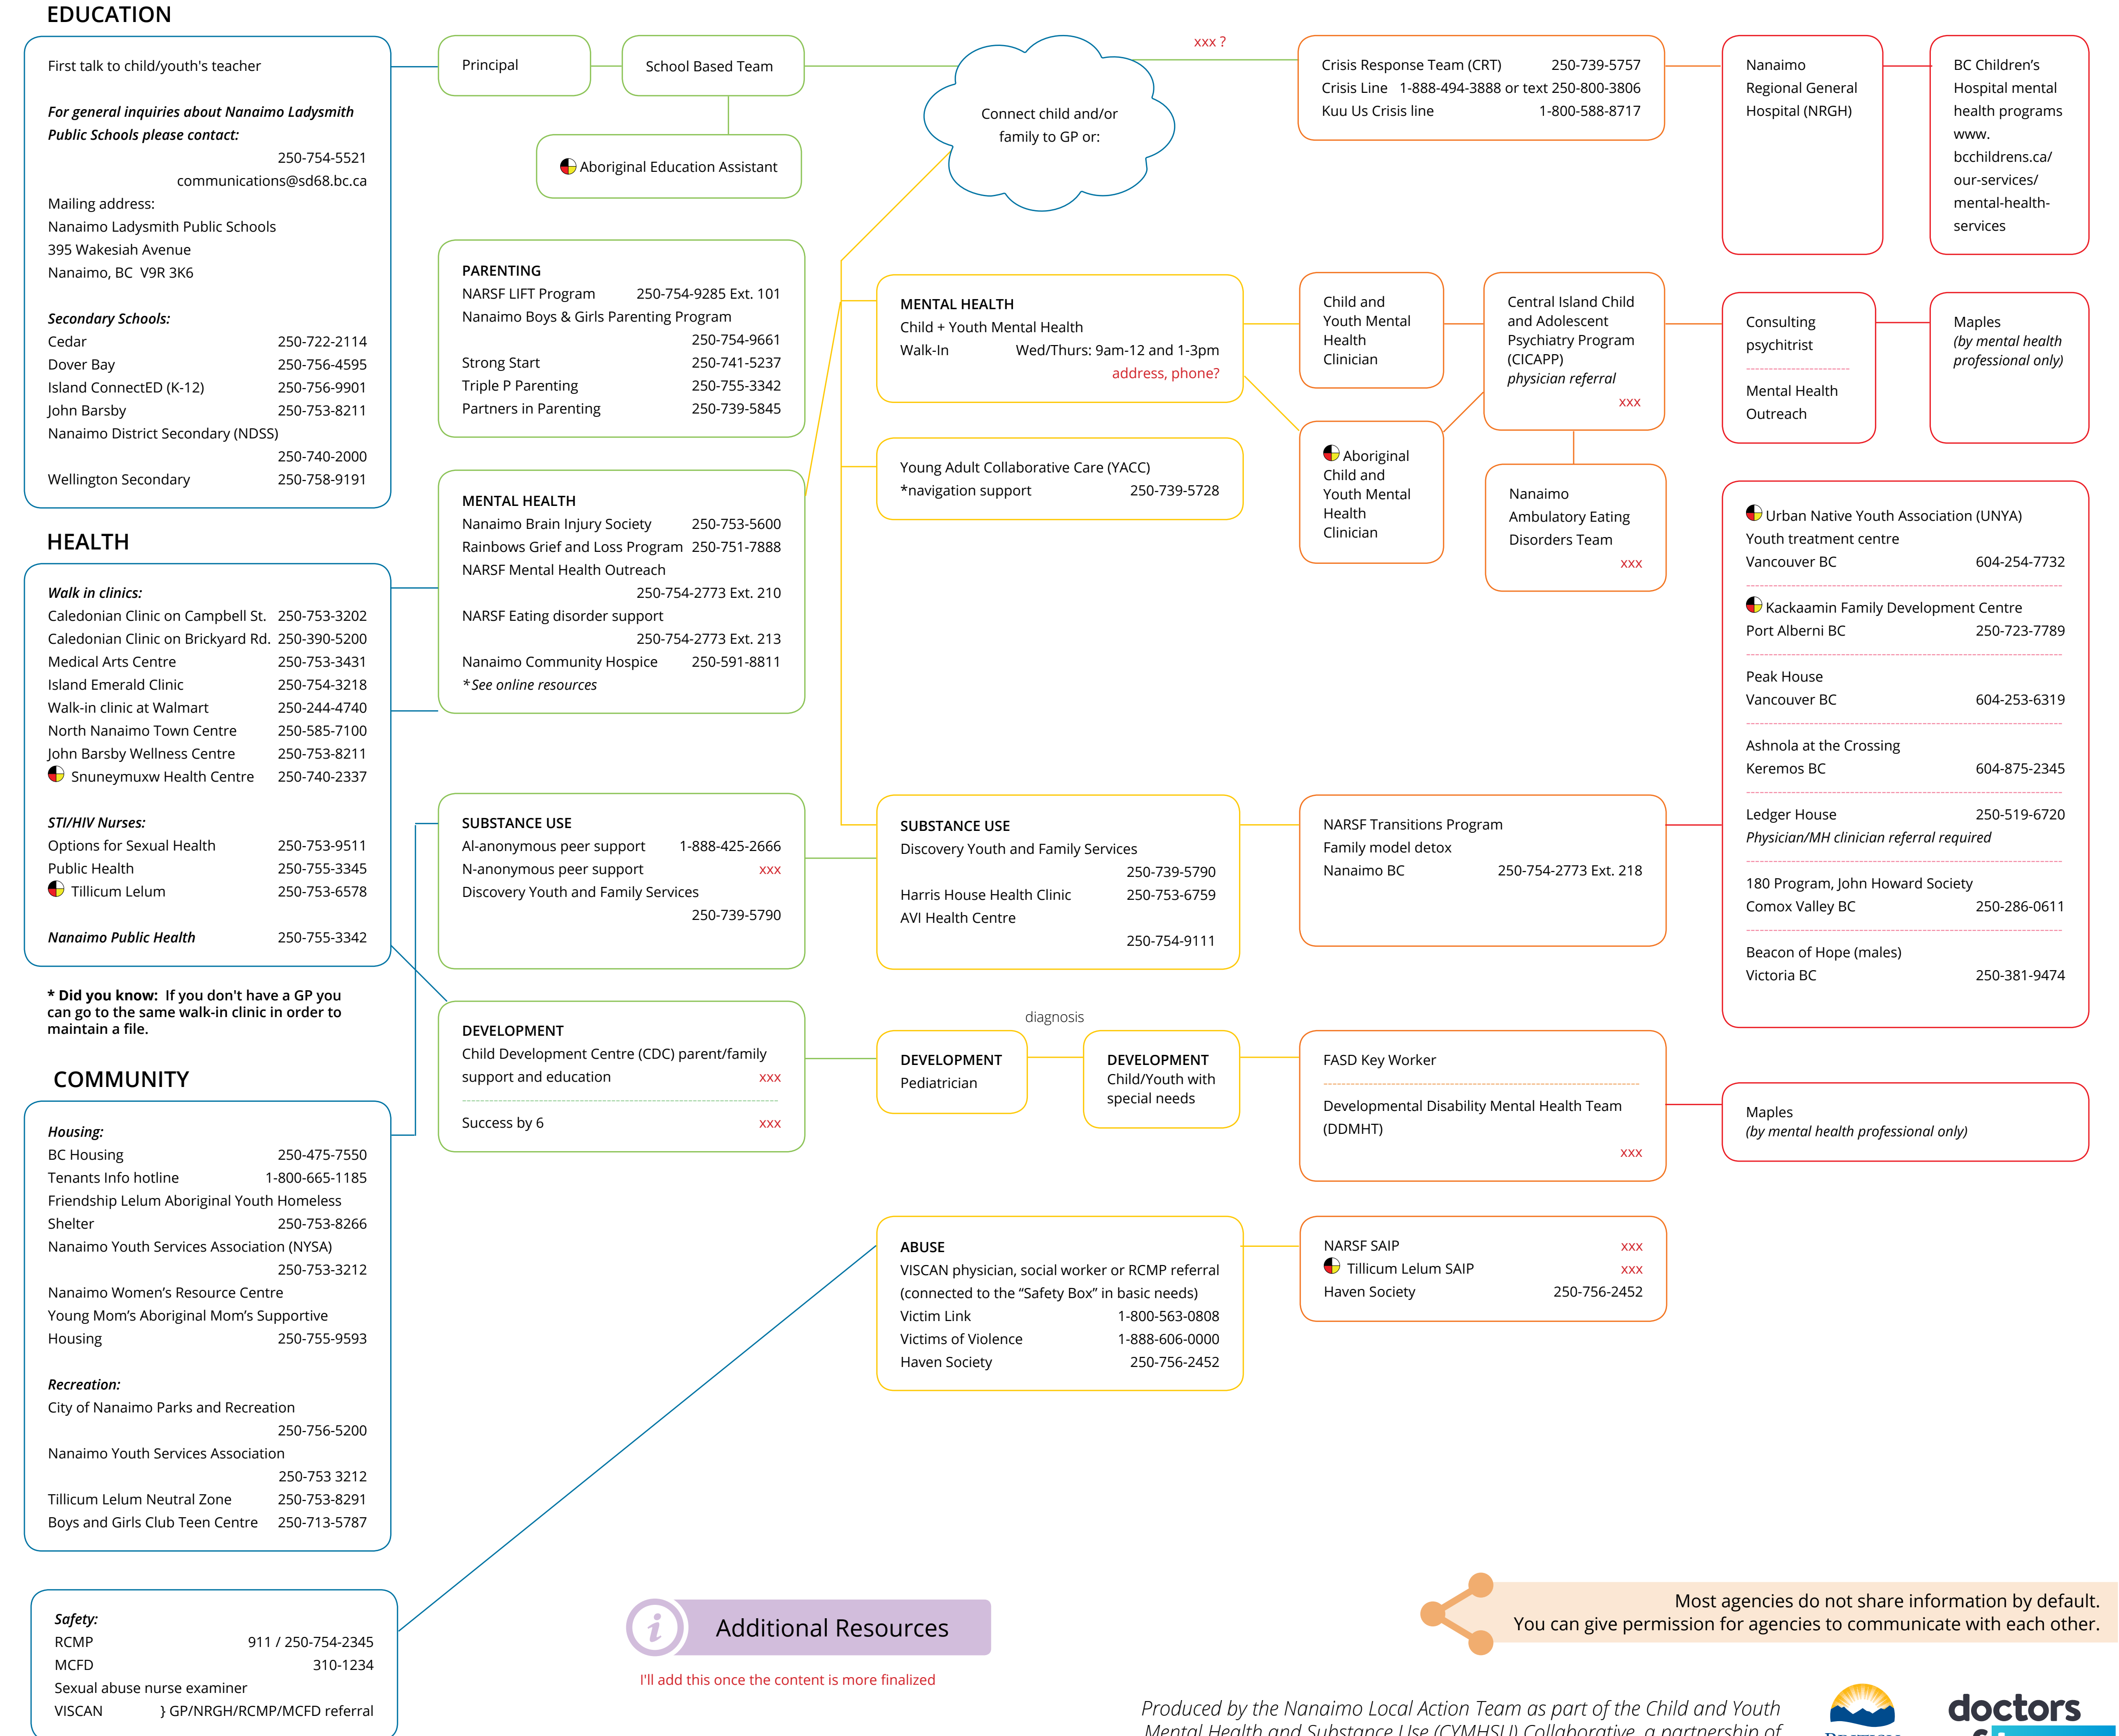 EDUCATION
First talk to child/youth's teacher
For general inquiries about Nanaimo Ladysmith
Public Schools please contact:
250-754-5521
communications@sd68.bc.ca
Mailing address:
Nanaimo Ladysmith Public Schools
395 Wakesiah Avenue
Nanaimo, BC V9R 3K6
Secondary Schools:
Cedar 250-722-2114
Dover Bay 250-756-4595
Island ConnectED (K-12) 250-756-9901
John Barsby 250-753-8211
Nanaimo District Secondary (NDSS)
250-740-2000
Wellington Secondary 250-758-9191
Principal
School Based Team
Aboriginal Education Assistant
Connect child and/or
family to GP or:
xxx ?
Crisis Response Team (CRT) 250-739-5757
Crisis Line 1-888-494-3888 or text 250-800-3806
Kuu Us Crisis line 1-800-588-8717
Nanaimo
Regional General
Hospital (NRGH)
BC Children's
Hospital mental
health programs
www.
bcchildrens.ca/
our-services/
mental-health-
services
PARENTING
NARSF LIFT Program 250-754-9285 Ext. 101
Nanaimo Boys & Girls Parenting Program
250-754-9661
Strong Start 250-741-5237
Triple P Parenting 250-755-3342
Partners in Parenting 250-739-5845
MENTAL HEALTH
Child + Youth Mental Health
Walk-In Wed/Thurs: 9am-12 and 1-3pm
address, phone?
Child and
Youth Mental
Health
Clinician
Central Island Child
and Adolescent
Psychiatry Program
(CICAPP)
physician referral
xxx
Consulting
psychitrist
Mental Health
Outreach
Maples
(by mental health
professional only)
Young Adult Collaborative Care (YACC)
*navigation support 250-739-5728
Aboriginal
Child and
Youth Mental
Health
Clinician
Nanaimo
Ambulatory Eating
Disorders Team
xxx
HEALTH
Walk in clinics:
Caledonian Clinic on Campbell St. 250-753-3202
Caledonian Clinic on Brickyard Rd. 250-390-5200
Medical Arts Centre 250-753-3431
Island Emerald Clinic 250-754-3218
Walk-in clinic at Walmart 250-244-4740
North Nanaimo Town Centre 250-585-7100
John Barsby Wellness Centre 250-753-8211
Snuneymuxw Health Centre 250-740-2337
STI/HIV Nurses:
Options for Sexual Health 250-753-9511
Public Health 250-755-3345
Tillicum Lelum 250-753-6578
Nanaimo Public Health 250-755-3342
* Did you know: If you don't have a GP you
can go to the same walk-in clinic in order to
maintain a file.
MENTAL HEALTH
Nanaimo Brain Injury Society 250-753-5600
Rainbows Grief and Loss Program 250-751-7888
NARSF Mental Health Outreach
250-754-2773 Ext. 210
NARSF Eating disorder support
250-754-2773 Ext. 213
Nanaimo Community Hospice 250-591-8811
*See online resources
SUBSTANCE USE
Al-anonymous peer support 1-888-425-2666
N-anonymous peer support xxx
Discovery Youth and Family Services
250-739-5790
SUBSTANCE USE
Discovery Youth and Family Services
250-739-5790
Harris House Health Clinic 250-753-6759
AVI Health Centre
250-754-9111
NARSF Transitions Program
Family model detox
Nanaimo BC 250-754-2773 Ext. 218
Urban Native Youth Association (UNYA)
Youth treatment centre
Vancouver BC 604-254-7732
Kackaamin Family Development Centre
Port Alberni BC 250-723-7789
Peak House
Vancouver BC 604-253-6319
Ashnola at the Crossing
Keremos BC 604-875-2345
Ledger House 250-519-6720
Physician/MH clinician referral required
180 Program, John Howard Society
Comox Valley BC 250-286-0611
Beacon of Hope (males)
Victoria BC 250-381-9474
DEVELOPMENT
Child Development Centre (CDC) parent/family
support and education xxx
Success by 6 xxx
DEVELOPMENT
Pediatrician
diagnosis
DEVELOPMENT
Child/Youth with
special needs
FASD Key Worker
Developmental Disability Mental Health Team
(DDMHT)
xxx
Maples
(by mental health professional only)
COMMUNITY
Housing:
BC Housing 250-475-7550
Tenants Info hotline 1-800-665-1185
Friendship Lelum Aboriginal Youth Homeless
Shelter 250-753-8266
Nanaimo Youth Services Association (NYSA)
250-753-3212
Nanaimo Women's Resource Centre
Young Mom's Aboriginal Mom's Supportive
Housing 250-755-9593
Recreation:
City of Nanaimo Parks and Recreation
250-756-5200
Nanaimo Youth Services Association
250-753 3212
Tillicum Lelum Neutral Zone 250-753-8291
Boys and Girls Club Teen Centre 250-713-5787
ABUSE
VISCAN physician, social worker or RCMP referral
(connected to the "Safety Box" in basic needs)
Victim Link 1-800-563-0808
Victims of Violence 1-888-606-0000
Haven Society 250-756-2452
NARSF SAIP xxx
Tillicum Lelum SAIP xxx
Haven Society 250-756-2452
Safety:
RCMP 911 / 250-754-2345
MCFD 310-1234
Sexual abuse nurse examiner
VISCAN } GP/NRGH/RCMP/MCFD referral
i
Additional Resources
I'll add this once the content is more finalized
Most agencies do not share information by default.
You can give permission for agencies to communicate with each other.
Produced by the Nanaimo Local Action Team as part of the Child and Youth
Mental Health and Substance Use (CYMHSU) Collaborative, a partnership of
doctors